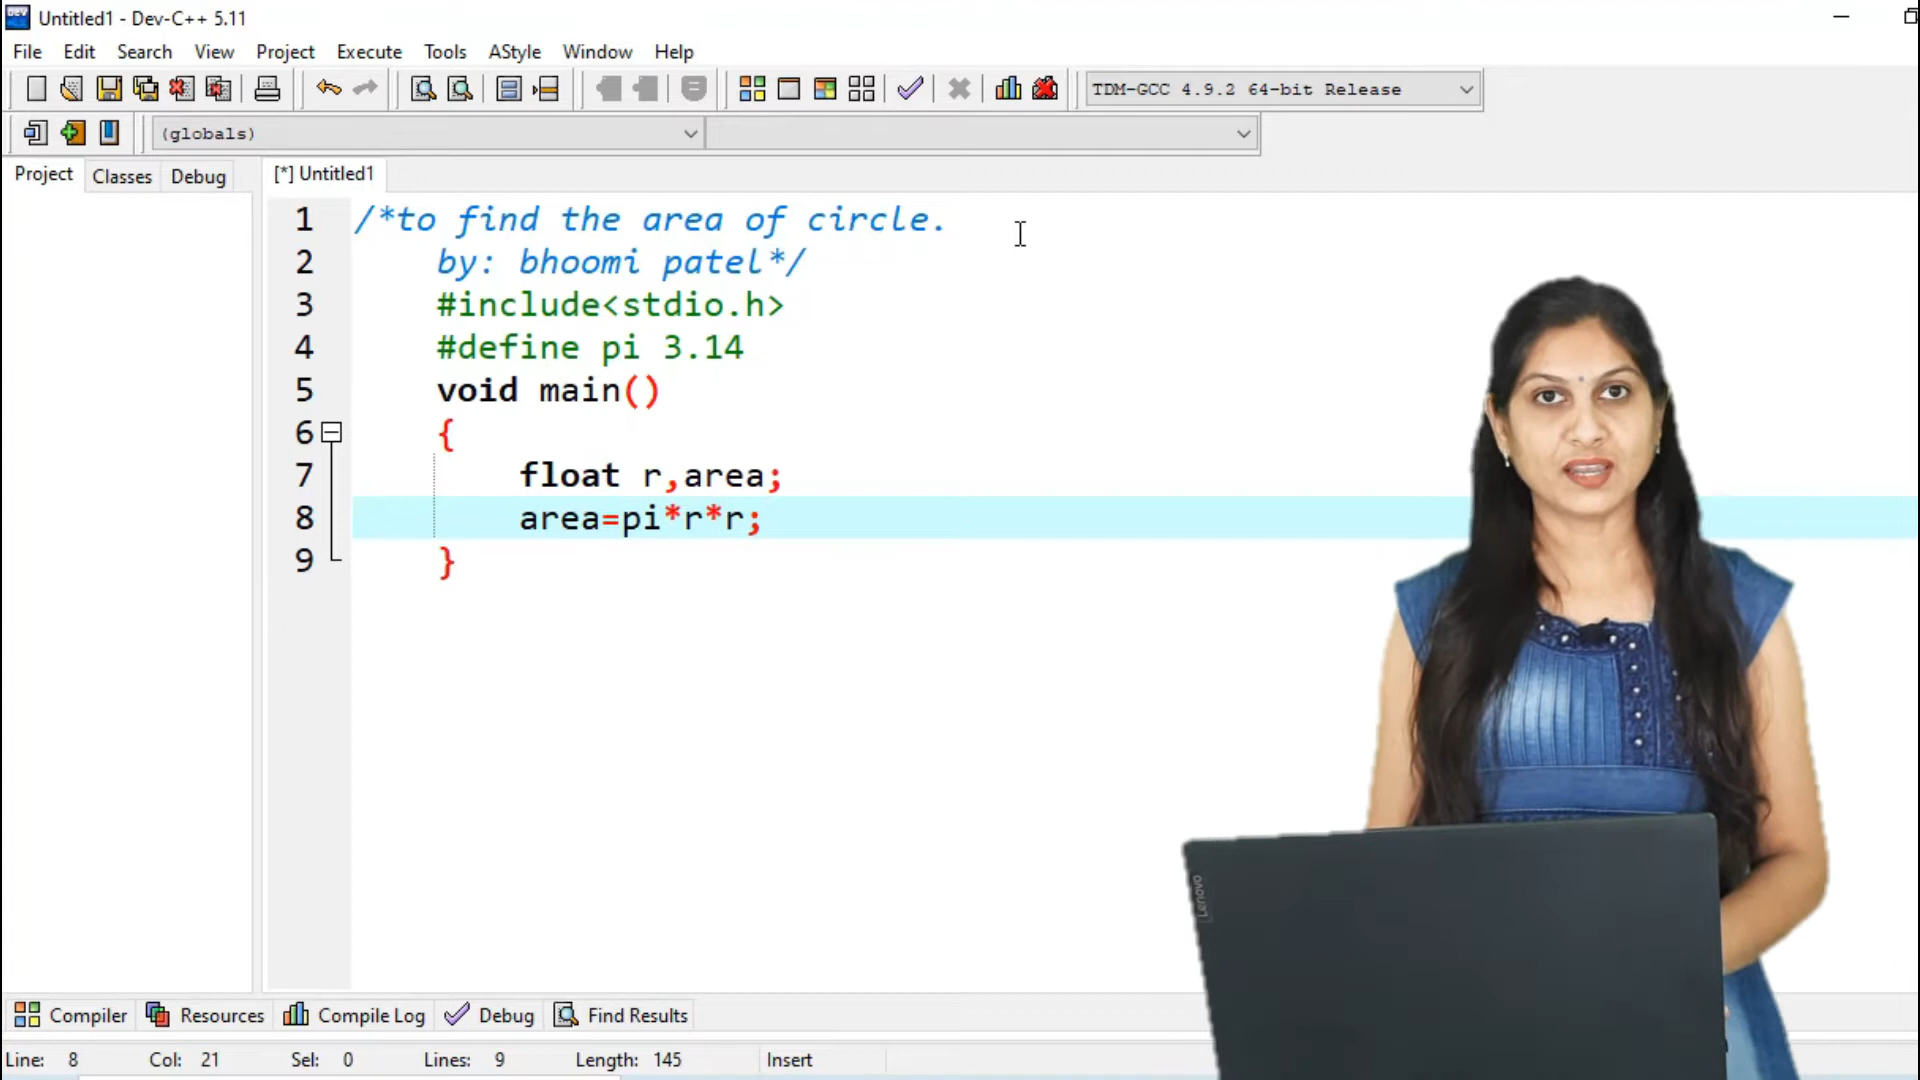 Untitled1 - Dev-C++ 5.11
File Edit Search View Project Execute Tools AStyle Window Help
TDM-GCC 4.9.2 64-bit Release
(globals)
Project Classes Debug [*] Untitled1
1 /*to find the area of circle.
2 by: bhoomi patel*/
3 #include<stdio.h>
4 #define pi 3.14
5 void main()
6 {
7 float r,area;
8 area=pi*r*r;
9 }
Lenovo
Compiler Resources Compile Log Debug Find Results
Line: 8 Col: 21 Sel: 0 Lines: 9 Length: 145 Insert